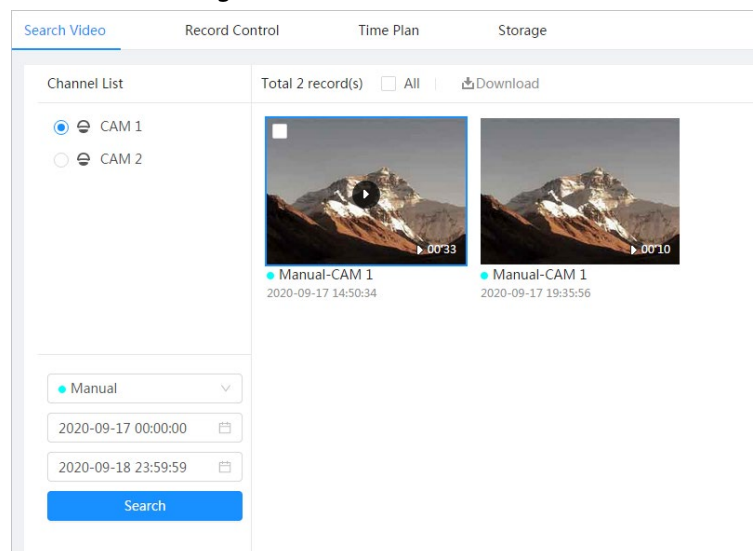 Search Video Record Control Time Plan Storage
Channel List
CAM 1
CAM 2
Manual
2020-09-17 00:00:00
2020-09-18 23:59:59
Search
Total 2 record(s) All Download
00'33
Manual-CAM 1
2020-09-17 14:50:34
00'10
Manual-CAM 1
2020-09-17 19:35:56